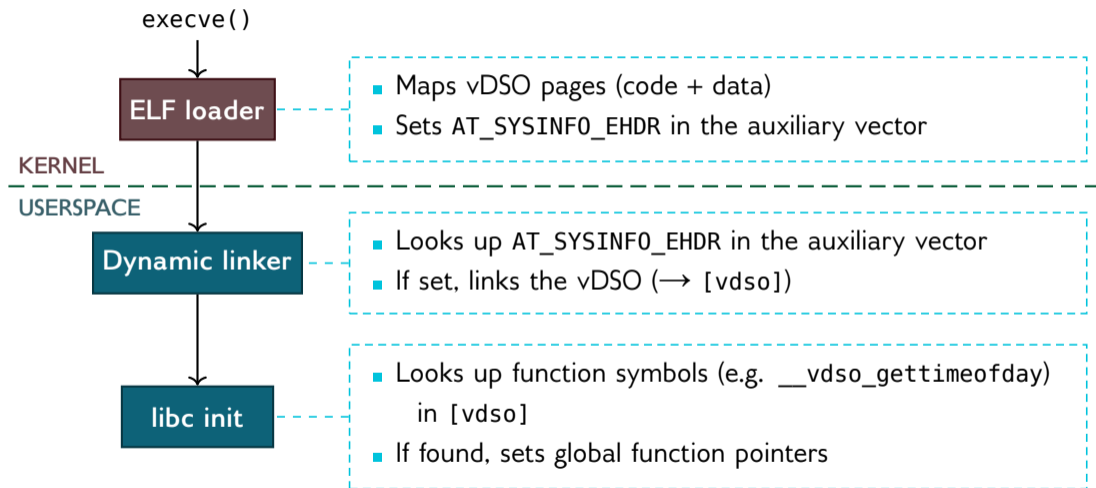 execve()
ELF loader
Maps vDSO pages (code + data)
Sets AT_SYSINFO_EHDR in the auxiliary vector
KERNEL
USERSPACE
Dynamic linker
Looks up AT_SYSINFO_EHDR in the auxiliary vector
If set, links the vDSO (→ [vdso])
libc init
Looks up function symbols (e.g. __vdso_gettimeofday)
in [vdso]
If found, sets global function pointers